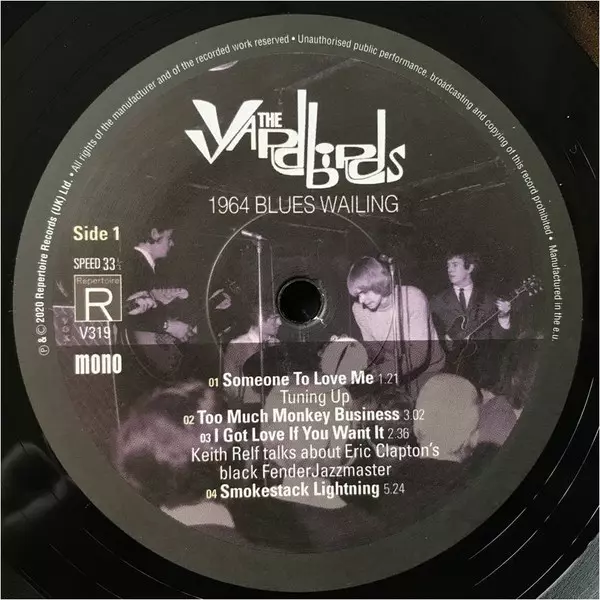 ℗ & © 2020 Repertoire Records (UK) Ltd. • All rights of the manufacturer and of the recorded work reserved • Unauthorised public performance, broadcasting and copying of this record prohibited • Manufactured in the e.u.
THE
YARDBIRDS
1964 BLUES WAILING
Side 1
SPEED 33⅓
Repertoire
R
V319
mono
01 Someone To Love Me 1.21
Tuning Up
02 Too Much Monkey Business 3.02
03 I Got Love If You Want It 2.36
Keith Relf talks about Eric Clapton's
black FenderJazzmaster
04 Smokestack Lightning 5.24
VOX